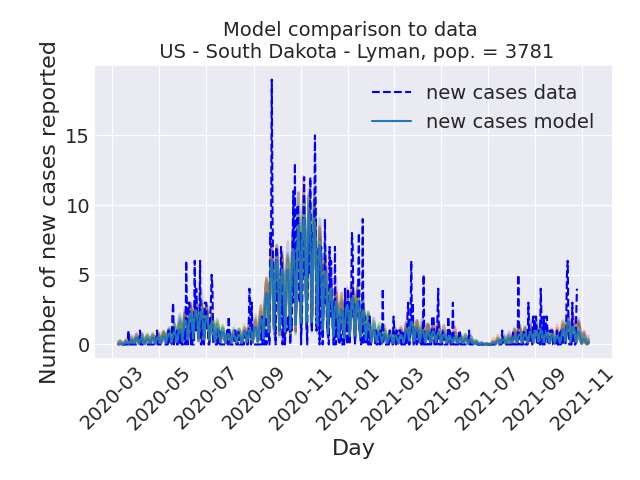 Model comparison to data
US - South Dakota - Lyman, pop. = 3781
new cases data
new cases model
Number of new cases reported
15
10
5
0
2020-03
2020-05
2020-07
2020-09
2020-11
2021-01
2021-03
2021-05
2021-07
2021-09
2021-11
Day